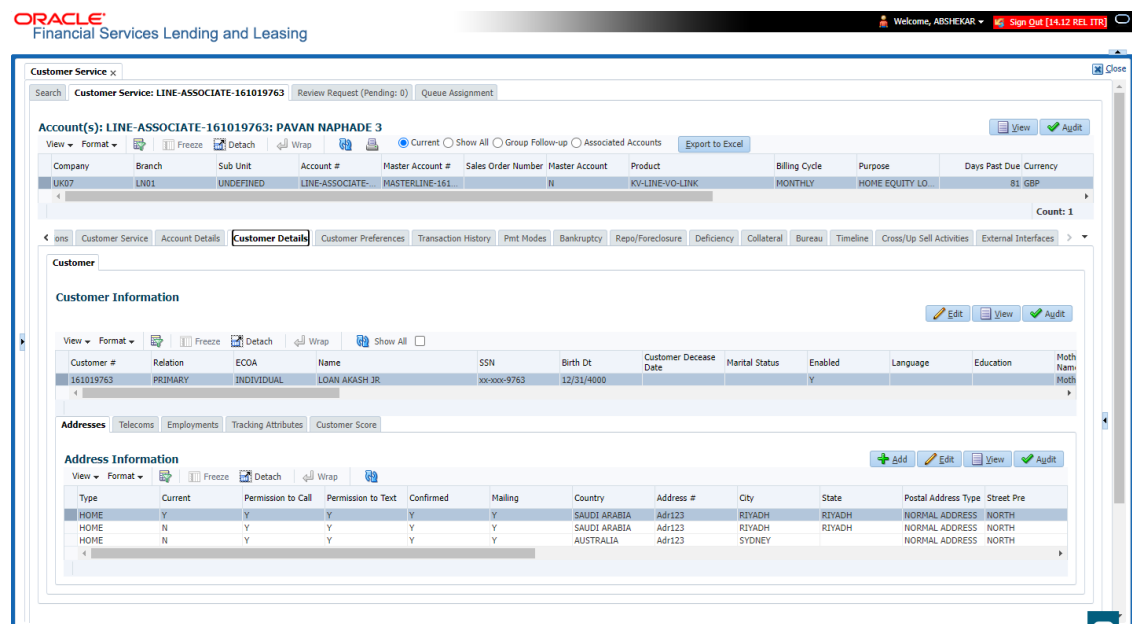 ORACLE
Financial Services Lending and Leasing
Welcome, ABSHEKAR
Sign Out [14.12 REL ITR]
Close
Customer Service x
Search Customer Service: LINE-ASSOCIATE-161019763 Review Request (Pending: 0) Queue Assignment
Account(s): LINE-ASSOCIATE-161019763: PAVAN NAPHADE 3
View Audit
View Format Freeze Detach Wrap Current Show All Group Follow-up Associated Accounts Export to Excel
Company Branch Sub Unit Account # Master Account # Sales Order Number Master Account Product Billing Cycle Purpose Days Past Due Currency
UK07 LN01 UNDEFINED LINE-ASSOCIATE-... MASTERLINE-161... N KV-LINE-VO-LINK MONTHLY HOME EQUITY LO... 81 GBP
Count: 1
ons Customer Service Account Details Customer Details Customer Preferences Transaction History Pmt Modes Bankruptcy Repo/Foreclosure Deficiency Collateral Bureau Timeline Cross/Up Sell Activities External Interfaces
Customer
Customer Information
Edit View Audit
View Format Freeze Detach Wrap Show All
Customer # Relation ECOA Name SSN Birth Dt Customer Decease Date Marital Status Enabled Language Education Moth Name
161019763 PRIMARY INDIVIDUAL LOAN AKASH JR xx-xxx-9763 12/31/4000 Y Moth
Addresses Telecoms Employments Tracking Attributes Customer Score
Address Information
Add Edit View Audit
View Format Freeze Detach Wrap
Type Current Permission to Call Permission to Text Confirmed Mailing Country Address # City State Postal Address Type Street Pre
HOME Y Y Y Y Y SAUDI ARABIA Adr123 RIYADH RIYADH NORMAL ADDRESS NORTH
HOME N Y Y Y Y SAUDI ARABIA Adr123 RIYADH RIYADH NORMAL ADDRESS NORTH
HOME N Y Y Y Y AUSTRALIA Adr123 SYDNEY NORMAL ADDRESS NORTH